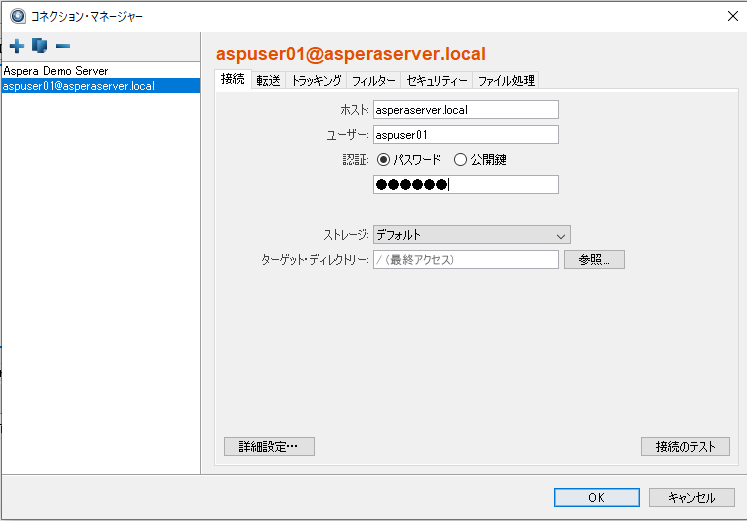 コネクション・マネージャー
Aspera Demo Server
aspuser01@asperaserver.local
aspuser01@asperaserver.local
接続 転送 トラッキング フィルター セキュリティー ファイル処理
ホスト: asperaserver.local
ユーザー: aspuser01
認証: パスワード 公開鍵
●●●●●●
ストレージ: デフォルト
ターゲット・ディレクトリー: / (最終アクセス) 参照...
詳細設定… 接続のテスト
OK キャンセル